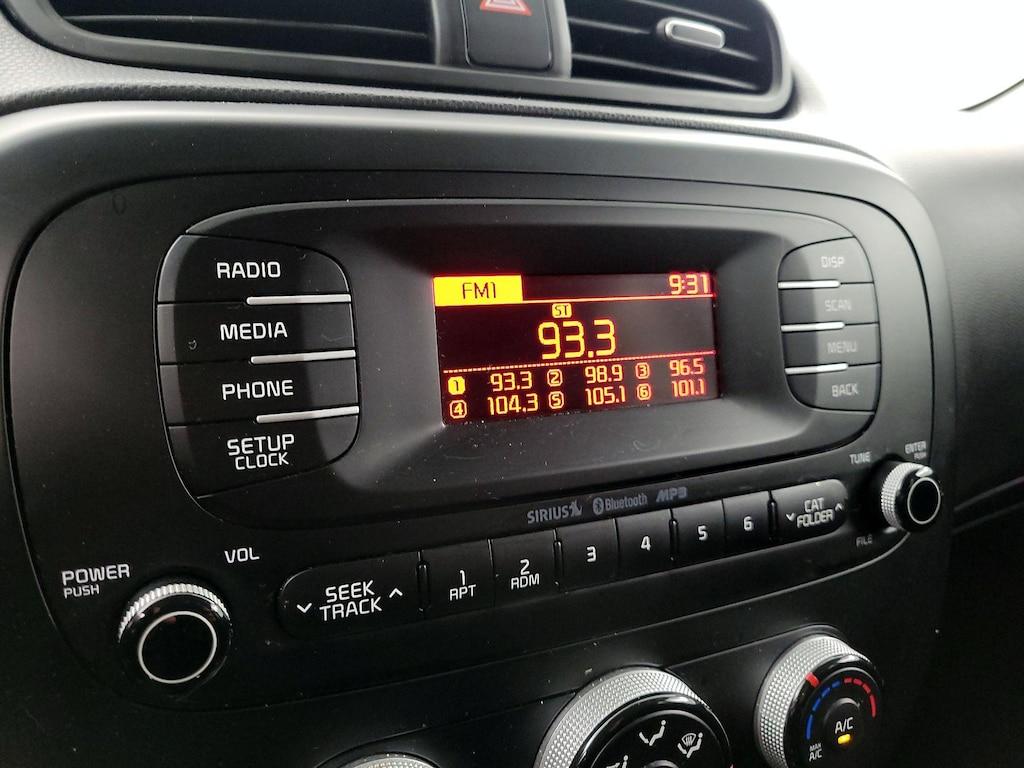 RADIO
MEDIA
PHONE
SETUP
CLOCK
FM1 9:31
ST
93.3
1 93.3 2 98.9 3 96.5
4 104.3 5 105.1 6 101.1
DISP
SCAN
MENU
BACK
SIRIUS Bluetooth MP3
TUNE
ENTER
PUSH
FILE
POWER
PUSH
VOL
SEEK
TRACK
1
RPT
2
RDM
3
4
5
6
CAT
FOLDER
A/C
MAX
A/C